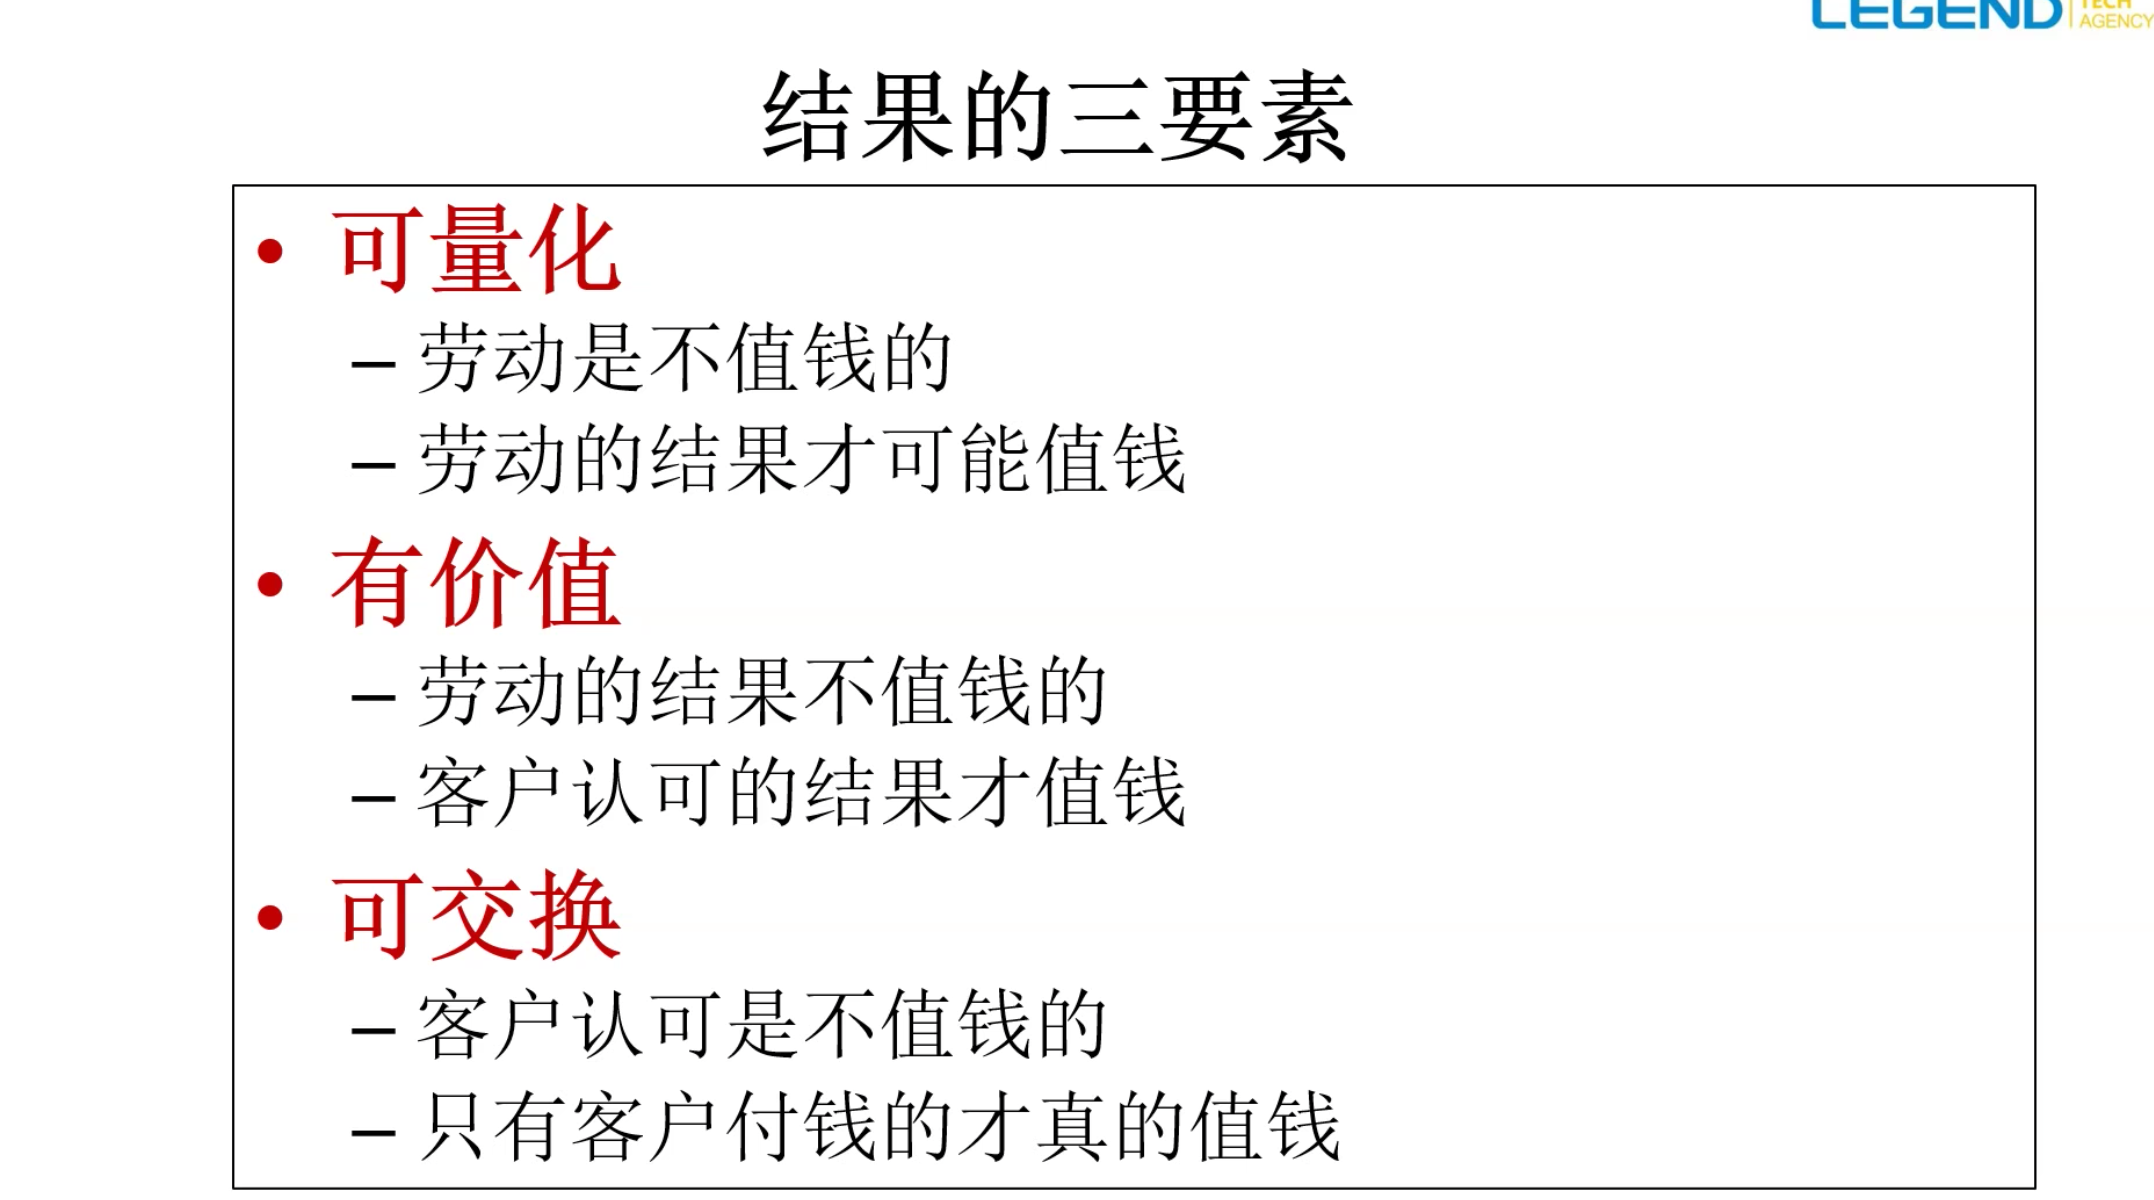 LEGEND
TECH
AGENCY
结果的三要素
• 可量化
– 劳动是不值钱的
– 劳动的结果才可能值钱
• 有价值
– 劳动的结果不值钱的
– 客户认可的结果才值钱
• 可交换
– 客户认可是不值钱的
– 只有客户付钱的才真的值钱